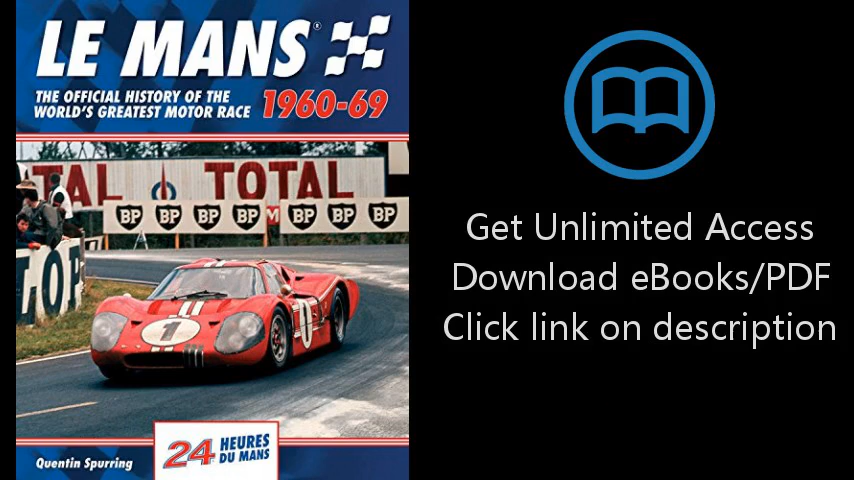 LE MANS®
THE OFFICIAL HISTORY OF THE
WORLD'S GREATEST MOTOR RACE 1960-69
TAL TOTAL
BP BP BP BP M BP BP BP
TOP
1
Quentin Spurring
24 HEURES
DU MANS
Get Unlimited Access
Download eBooks/PDF
Click link on description